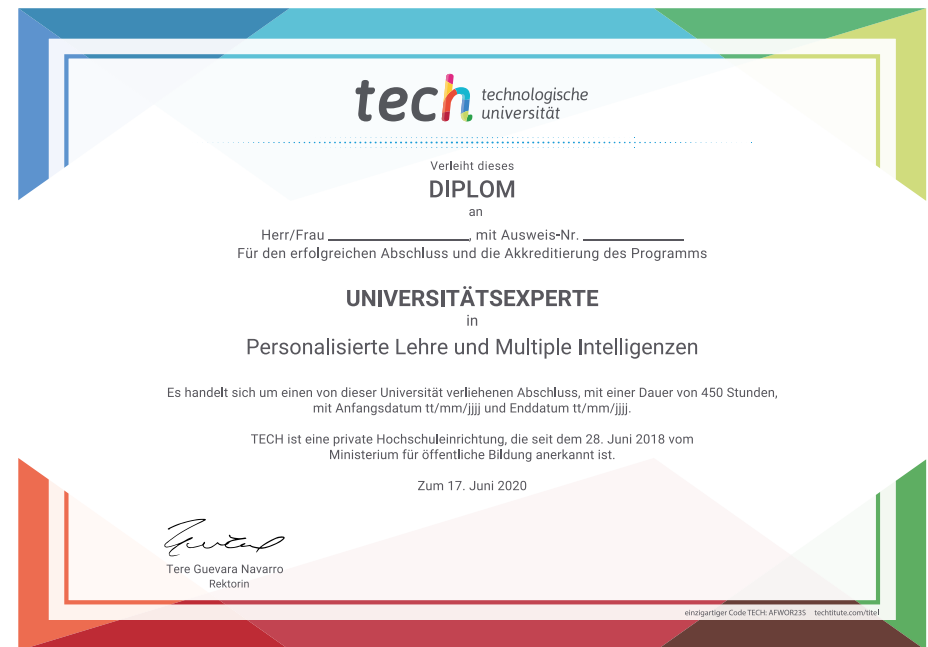 tech technologische
universität
Verleiht dieses
DIPLOM
an
Herr/Frau ____________________, mit Ausweis-Nr. ______________
Für den erfolgreichen Abschluss und die Akkreditierung des Programms
UNIVERSITÄTSEXPERTE
in
Personalisierte Lehre und Multiple Intelligenzen
Es handelt sich um einen von dieser Universität verliehenen Abschluss, mit einer Dauer von 450 Stunden,
mit Anfangsdatum tt/mm/jjjj und Enddatum tt/mm/jjjj.
TECH ist eine private Hochschuleinrichtung, die seit dem 28. Juni 2018 vom
Ministerium für öffentliche Bildung anerkannt ist.
Zum 17. Juni 2020
Tere Guevara Navarro
Rektorin
einzigartiger Code TECH: AFWOR23S techtitute.com/titel